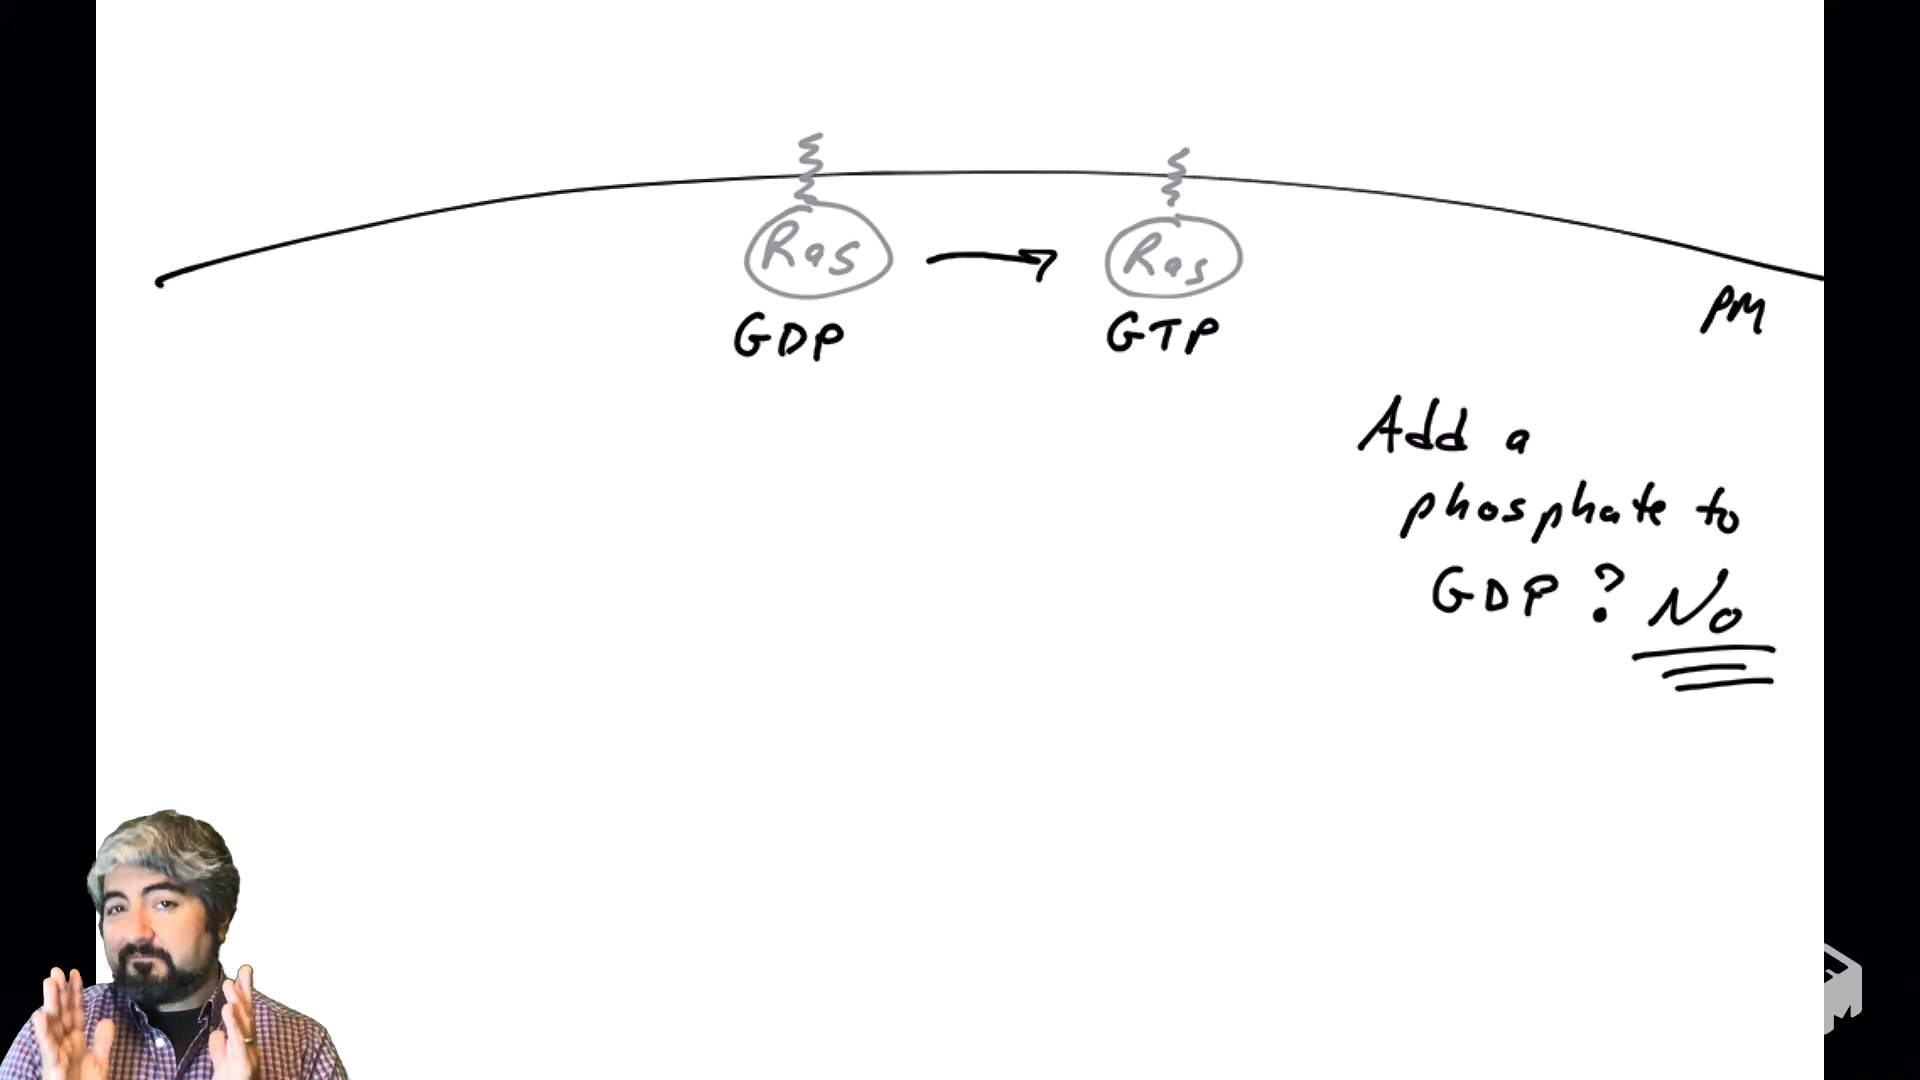 Ras
Ras
GDP
GTP
PM
Add a
phosphate to
GDP? No